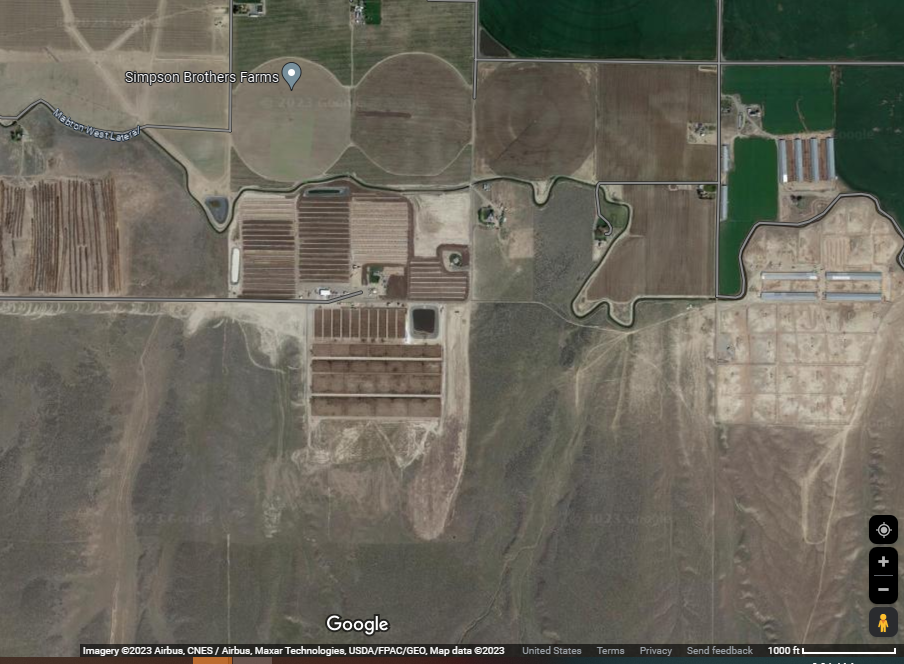 Simpson Brothers Farms
Mabton West Lateral
Google
Imagery ©2023 Airbus, CNES / Airbus, Maxar Technologies, USDA/FPAC/GEO, Map data ©2023 United States Terms Privacy Send feedback 1000 ft